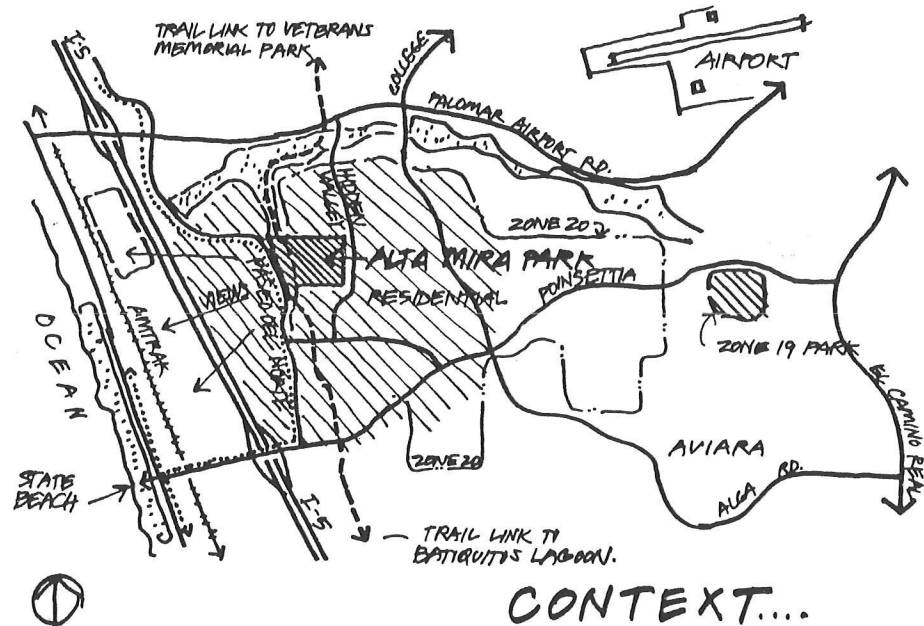 I-5
TRAIL LINK TO VETERANS
MEMORIAL PARK
COLLEGE
AIRPORT
PALOMAR AIRPORT RD.
HIDDEN
VALLEY
ZONE 20
ALTA MIRA PARK
RESIDENTIAL
POINSETTIA
VIEWS
PASEO DEL NORTE
AMTRAK
OCEAN
ZONE 19 PARK
EL CAMINO REAL
AVIARA
ALGA RD.
ZONE 20
STATE
BEACH
I-5
TRAIL LINK TO
BATIQUITOS LAGOON.
CONTEXT....